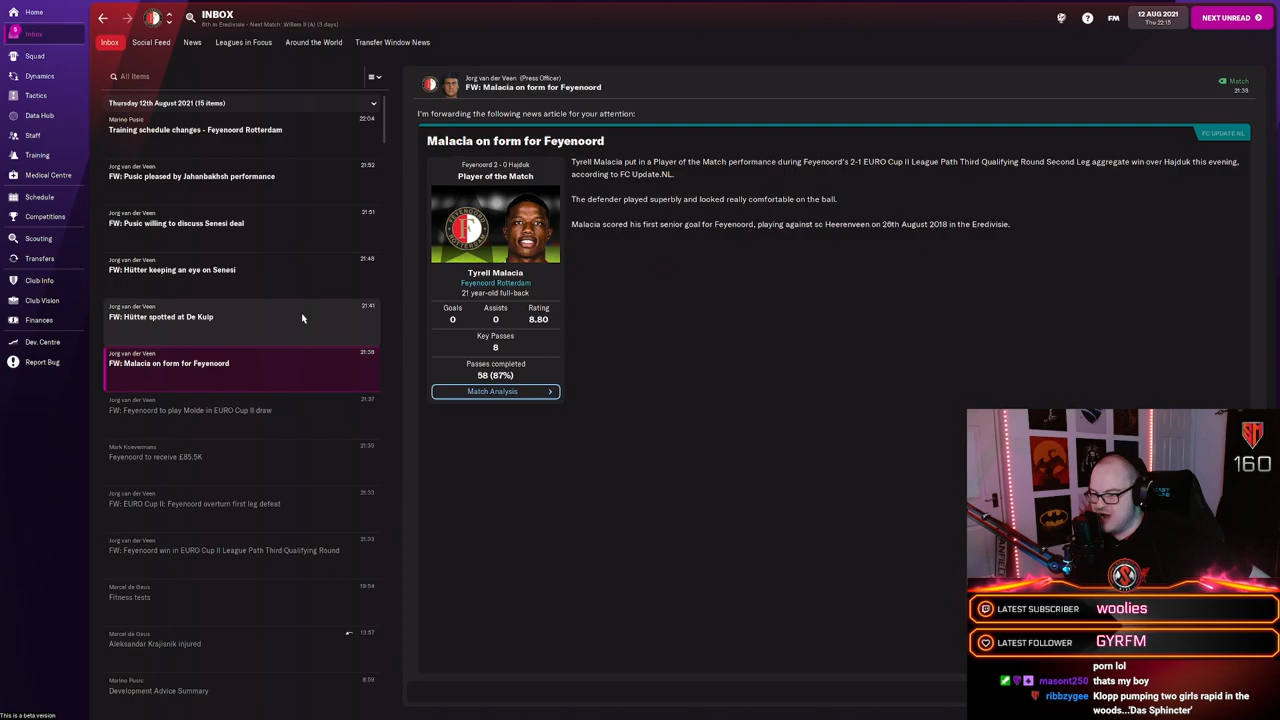 Home
5
Inbox
Squad
Dynamics
Tactics
Data Hub
Staff
Training
Medical Centre
Schedule
Competitions
Scouting
Transfers
Club Info
Club Vision
Finances
Dev. Centre
Report Bug
This is a beta version
INBOX
6th in Eredivisie - Next Match: Willem II (A) (3 days)
FM
12 AUG 2021
Thu 22:15
NEXT UNREAD
Inbox
Social Feed
News
Leagues in Focus
Around the World
Transfer Window News
All Items
Thursday 12th August 2021 (15 items)
Marino Pusic
22:04
Training schedule changes - Feyenoord Rotterdam
Jorg van der Veen
21:52
FW: Pusic pleased by Jahanbakhsh performance
Jorg van der Veen
21:51
FW: Pusic willing to discuss Senesi deal
Jorg van der Veen
21:48
FW: Hütter keeping an eye on Senesi
Jorg van der Veen
21:41
FW: Hütter spotted at De Kuip
Jorg van der Veen
21:38
FW: Malacia on form for Feyenoord
Jorg van der Veen
21:37
FW: Feyenoord to play Molde in EURO Cup II draw
Mark Koevermans
21:35
Feyenoord to receive £85.5K
Jorg van der Veen
21:33
FW: EURO Cup II: Feyenoord overturn first leg defeat
Jorg van der Veen
21:33
FW: Feyenoord win in EURO Cup II League Path Third Qualifying Round
Marcel de Geus
19:54
Fitness tests
Marcel de Geus
13:57
Aleksandar Krajisnik injured
Marino Pusic
8:59
Development Advice Summary
Jorg van der Veen (Press Officer)
FW: Malacia on form for Feyenoord
Match
21:38
I'm forwarding the following news article for your attention:
Malacia on form for Feyenoord
FC UPDATE.NL
Feyenoord 2 - 0 Hajduk
Player of the Match
FEYENOORD
ROTTERDAM
Tyrell Malacia
Feyenoord Rotterdam
21 year-old full-back
Goals
Assists
Rating
0
0
8.80
Key Passes
8
Passes completed
58 (87%)
Match Analysis
Tyrell Malacia put in a Player of the Match performance during Feyenoord's 2-1 EURO Cup II League Path Third Qualifying Round Second Leg aggregate win over Hajduk this evening,
according to FC Update.NL.
The defender played superbly and looked really comfortable on the ball.
Malacia scored his first senior goal for Feyenoord, playing against sc Heerenveen on 26th August 2018 in the Eredivisie.
SM
160
LATEST SUBSCRIBER
woolies
LATEST FOLLOWER
GYRFM
porn lol
masont250 thats my boy
ribbzygee Klopp pumping two girls rapid in the
woods...'Das Sphincter'